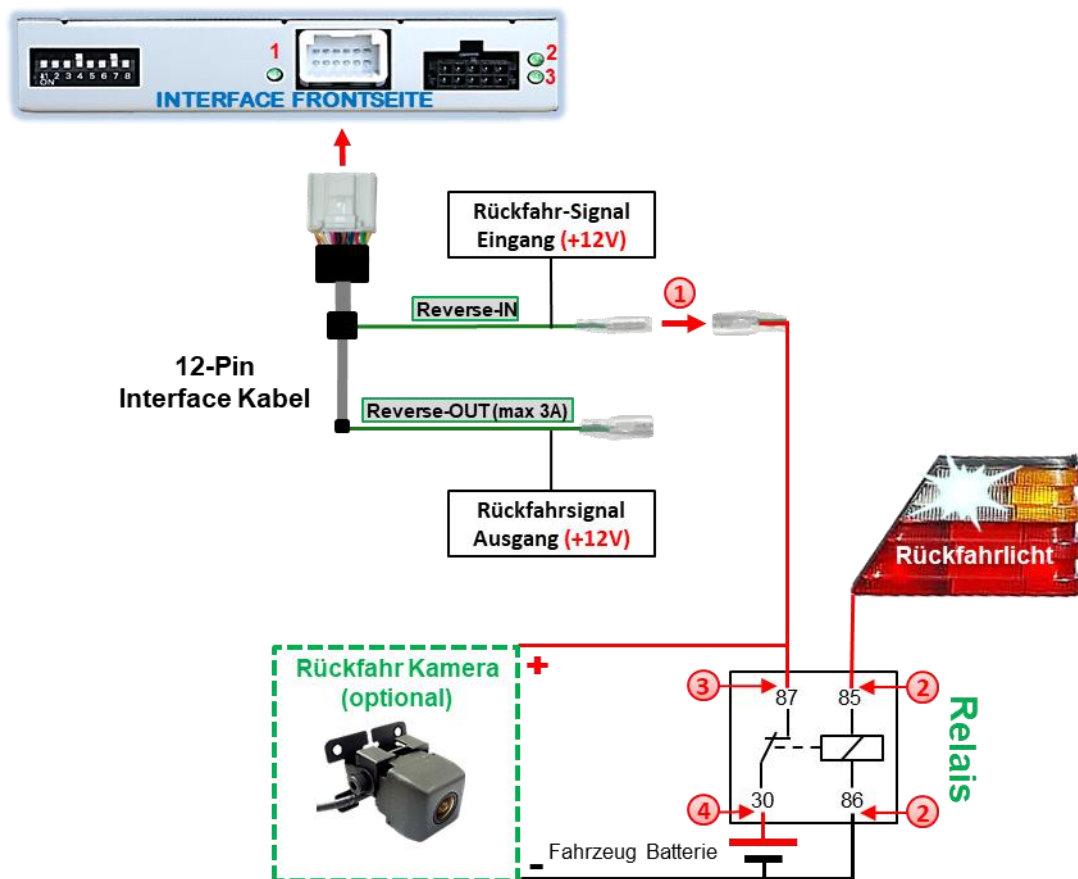 1 2 3 4 5 6 7 8
ON
1
2
3
INTERFACE FRONTSEITE
Rückfahr-Signal
Eingang (+12V)
1
Reverse-IN
12-Pin
Interface Kabel
Reverse-OUT (max 3A)
Rückfahrsignal
Ausgang (+12V)
Rückfahrlicht
Rückfahr Kamera
(optional)
+
3
87
85
2
Relais
4
30
86
2
-
Fahrzeug Batterie